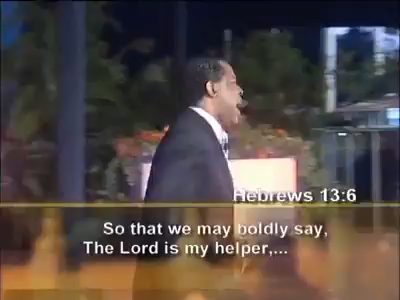 Hebrews 13:6
So that we may boldly say,
The Lord is my helper,...